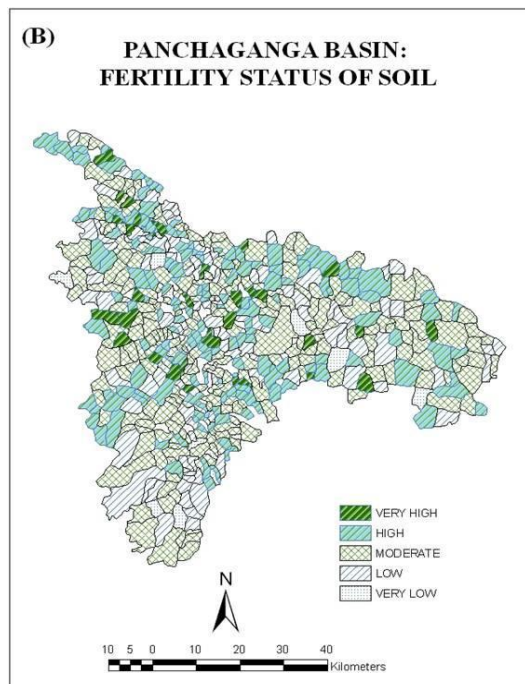 (B)
PANCHAGANGA BASIN:
FERTILITY STATUS OF SOIL
VERY HIGH
HIGH
MODERATE
LOW
VERY LOW
N
10 5 0 10 20 30 40
Kilometers